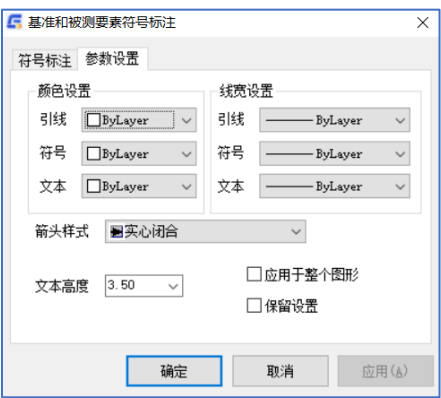 基准和被测要素符号标注
符号标注 参数设置
颜色设置 线宽设置
引线 ByLayer 引线 ByLayer
符号 ByLayer 符号 ByLayer
文本 ByLayer 文本 ByLayer
箭头样式 实心闭合
文本高度 3.50 应用于整个图形
保留设置
确定 取消 应用(A)